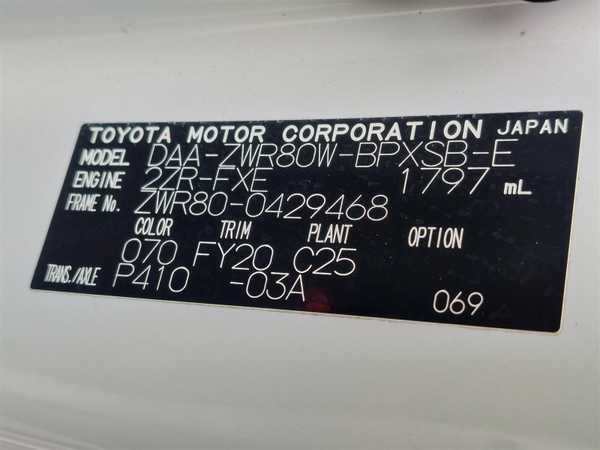 TOYOTA MOTOR CORPORATION JAPAN
MODEL DAA-ZWR80W-BPXSB-E
ENGINE 2ZR-FXE 1797 mL
FRAME No. ZWR80-0429468
COLOR TRIM PLANT OPTION
070 FY20 C25
TRANS./AXLE P410 -03A
069